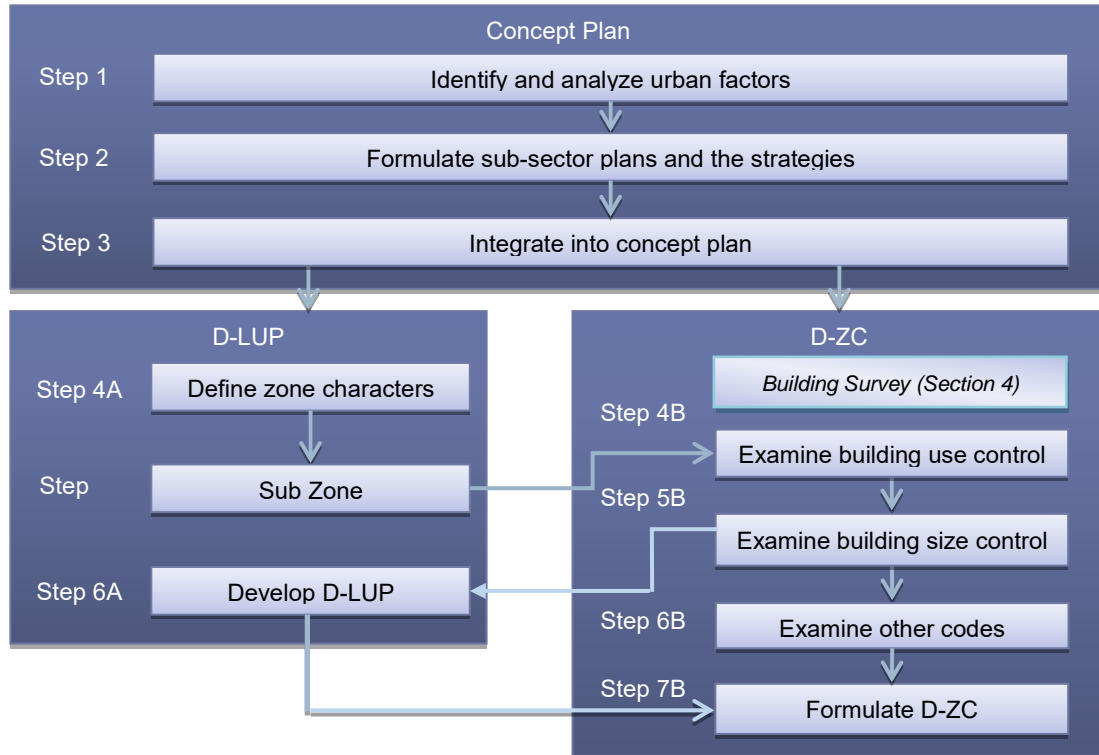 Concept Plan
Step 1
Identify and analyze urban factors
Step 2
Formulate sub-sector plans and the strategies
Step 3
Integrate into concept plan
D-LUP
Step 4A
Define zone characters
Step
Sub Zone
Step 6A
Develop D-LUP
D-ZC
Building Survey (Section 4)
Step 4B
Examine building use control
Step 5B
Examine building size control
Step 6B
Examine other codes
Step 7B
Formulate D-ZC